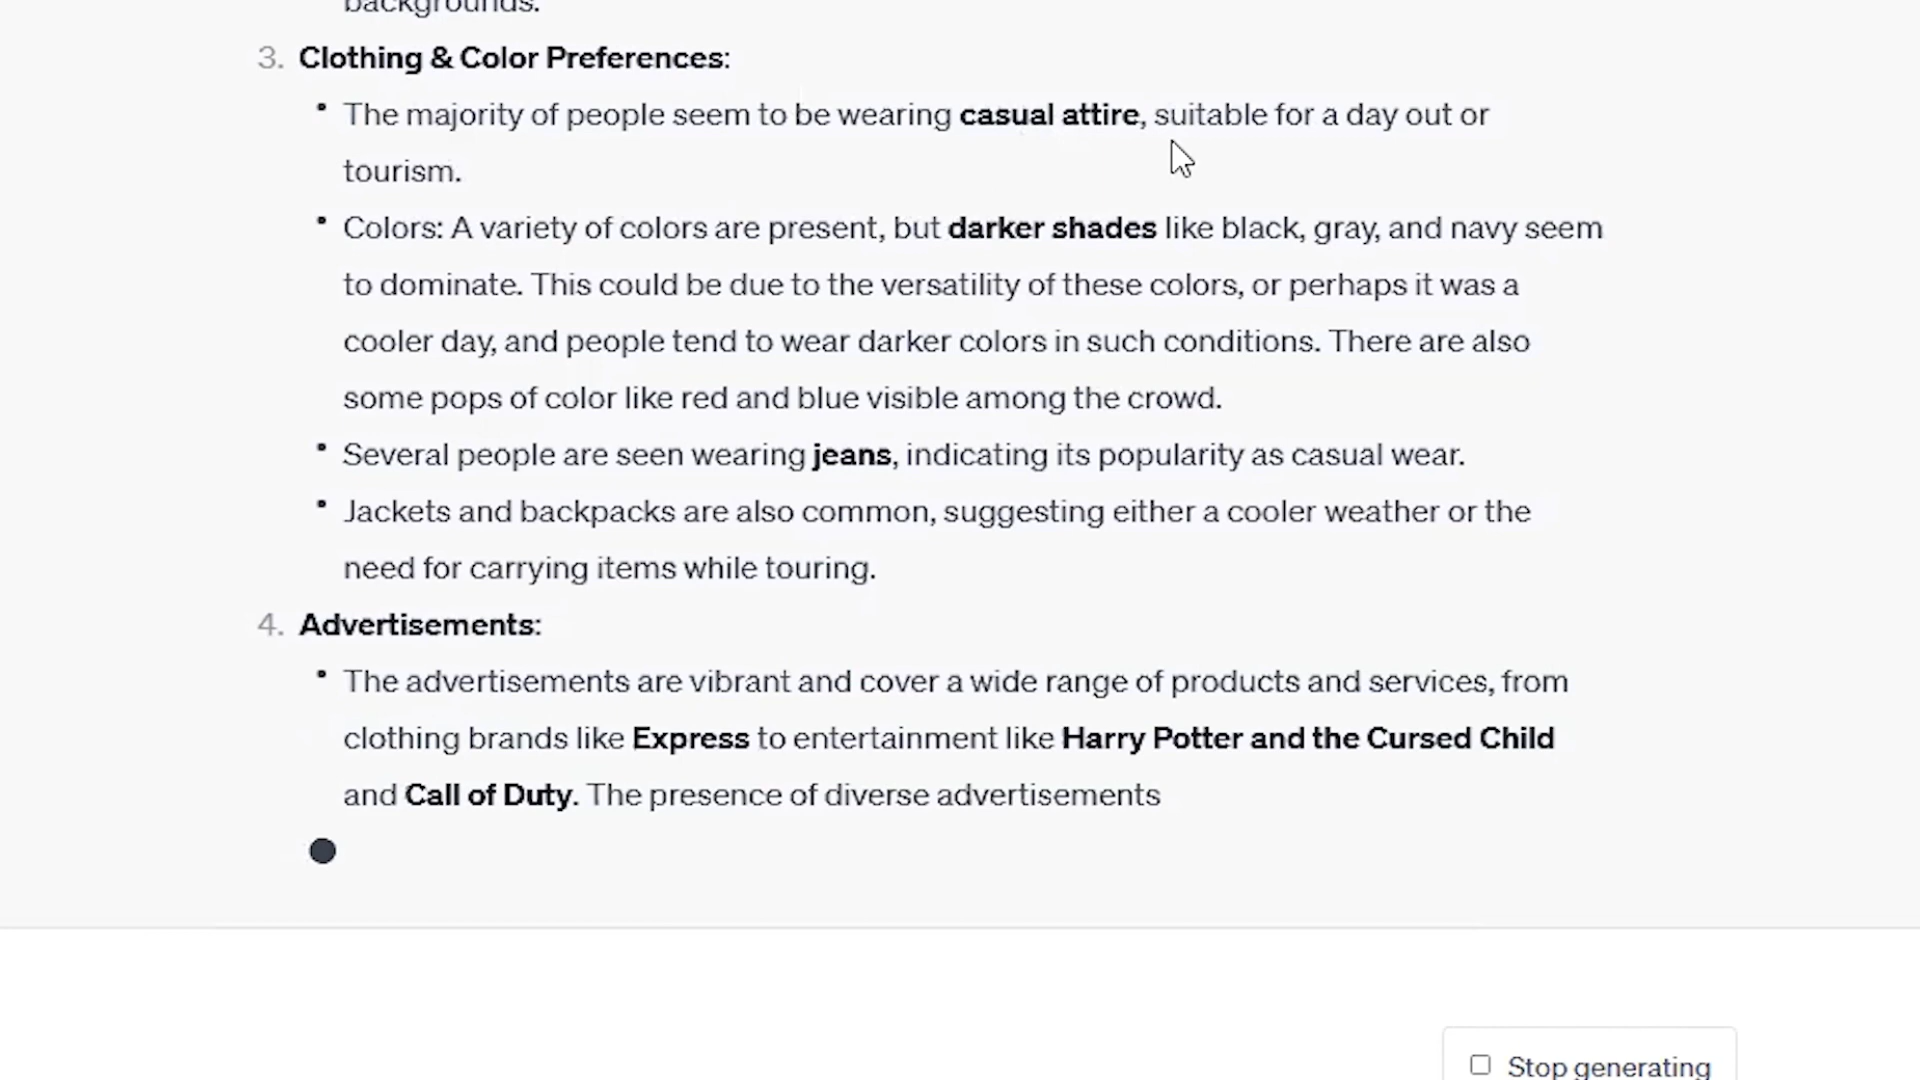 backgrounds.
3. Clothing & Color Preferences:
• The majority of people seem to be wearing casual attire, suitable for a day out or
tourism.
• Colors: A variety of colors are present, but darker shades like black, gray, and navy seem
to dominate. This could be due to the versatility of these colors, or perhaps it was a
cooler day, and people tend to wear darker colors in such conditions. There are also
some pops of color like red and blue visible among the crowd.
• Several people are seen wearing jeans, indicating its popularity as casual wear.
• Jackets and backpacks are also common, suggesting either a cooler weather or the
need for carrying items while touring.
4. Advertisements:
• The advertisements are vibrant and cover a wide range of products and services, from
clothing brands like Express to entertainment like Harry Potter and the Cursed Child
and Call of Duty. The presence of diverse advertisements
Stop generating